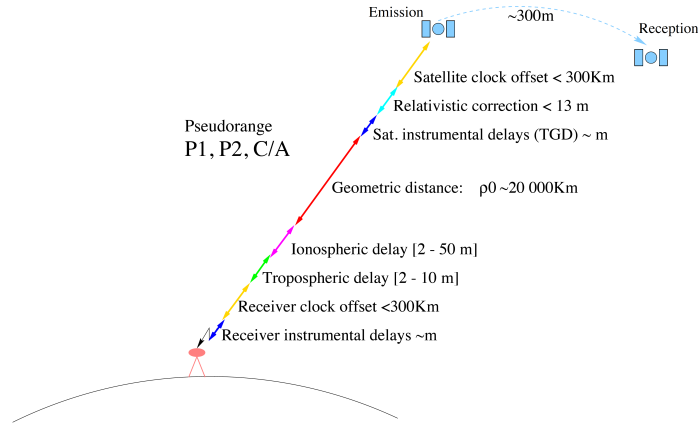 Emission
~300m
Reception
Satellite clock offset < 300Km
Relativistic correction < 13 m
Pseudorange
P1, P2, C/A
Sat. instrumental delays (TGD) ~ m
Geometric distance: ρ0 ~20 000Km
Ionospheric delay [2 - 50 m]
Tropospheric delay [2 - 10 m]
Receiver clock offset <300Km
Receiver instrumental delays ~m